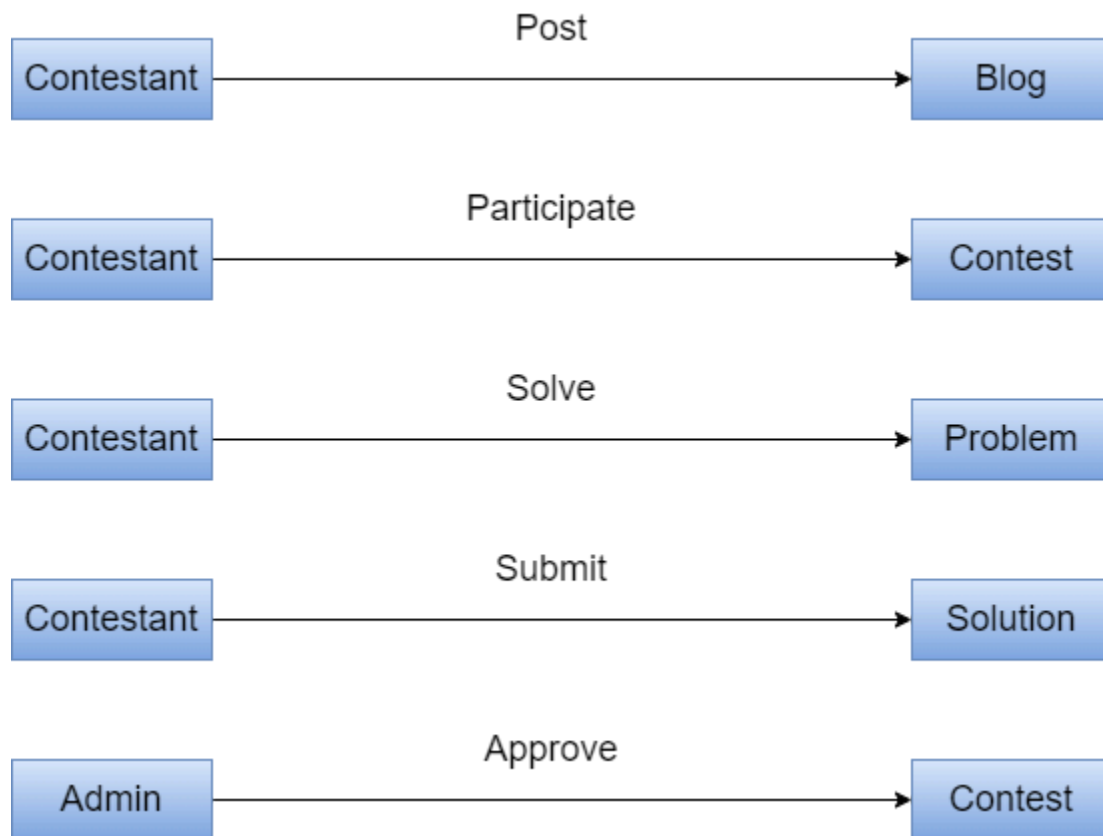 Post
Contestant Blog
Participate
Contestant Contest
Solve
Contestant Problem
Submit
Contestant Solution
Approve
Admin Contest